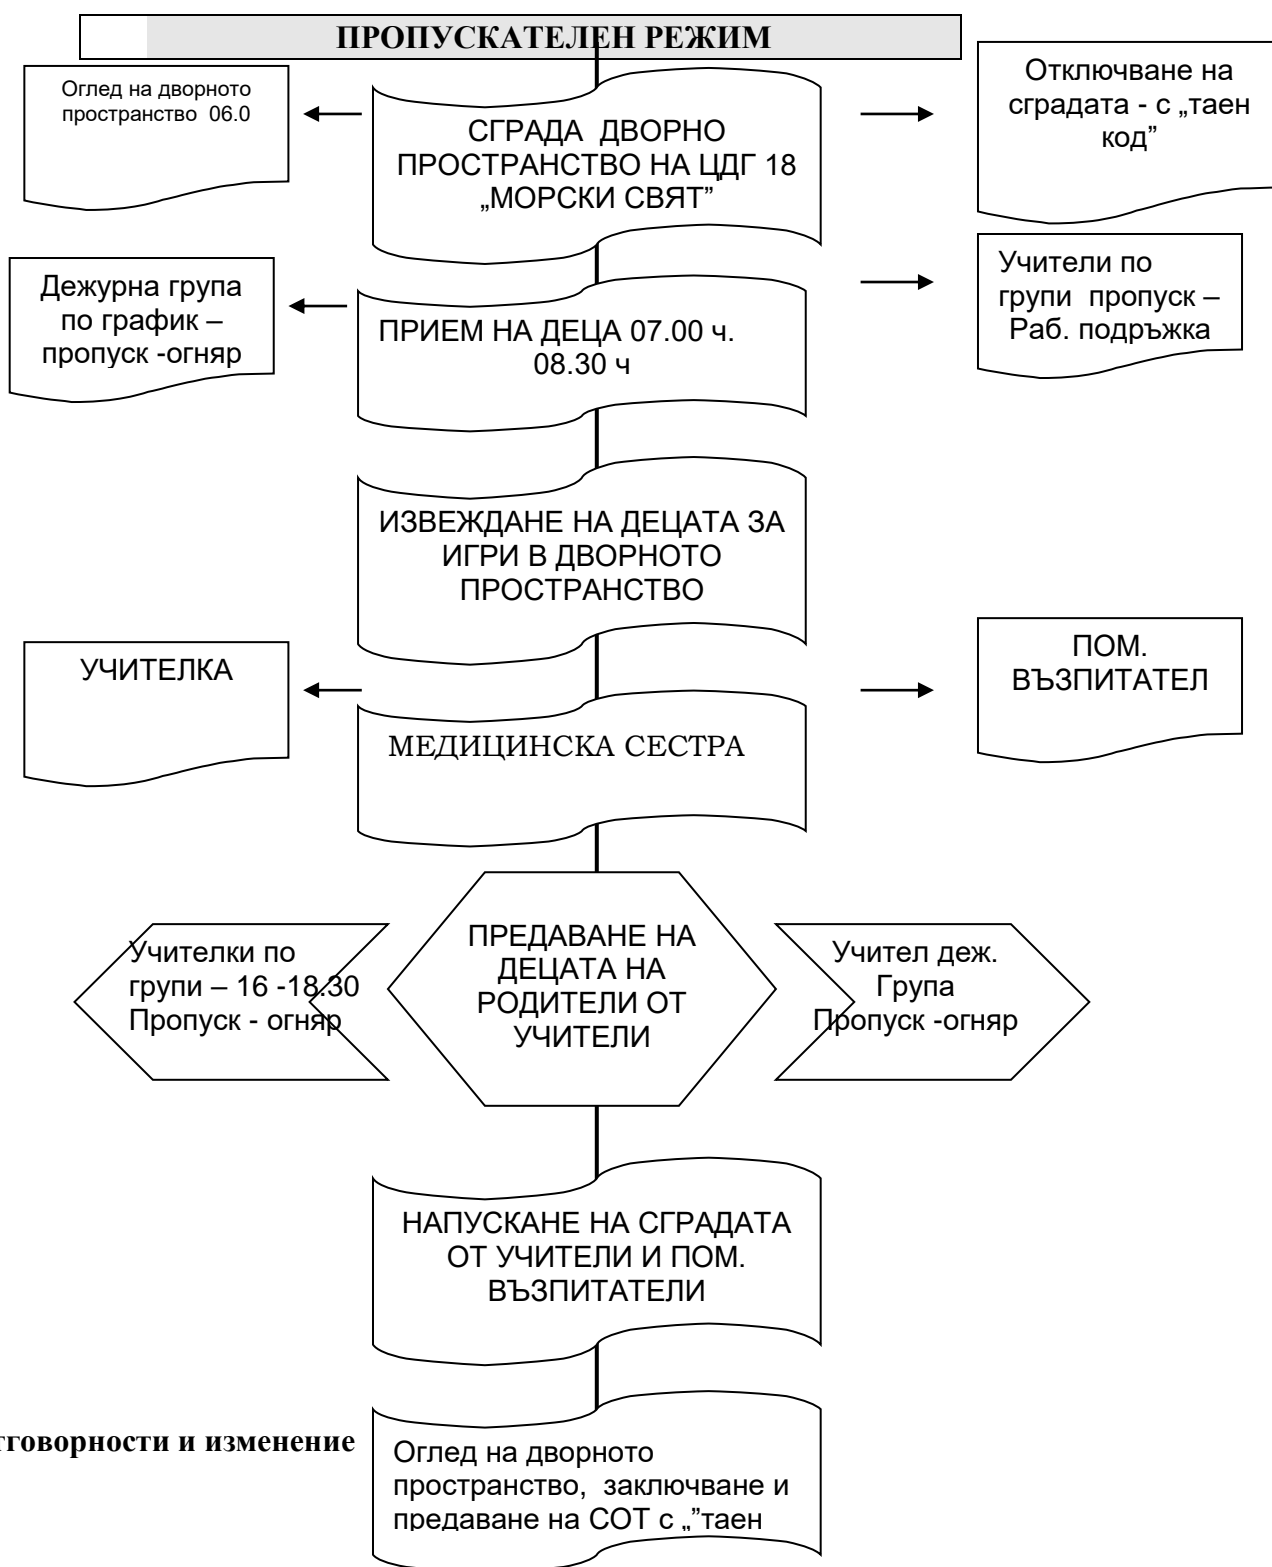 ПРОПУСКАТЕЛЕН РЕЖИМ
Оглед на дворното
пространство 06.0
СГРАДА ДВОРНО
ПРОСТРАНСТВО НА ЦДГ 18
„МОРСКИ СВЯТ”
Отключване на
сградата - с „таен
код”
Дежурна група
по график –
пропуск -огняр
ПРИЕМ НА ДЕЦА 07.00 ч.
08.30 ч
Учители по
групи пропуск –
Раб. подръжка
ИЗВЕЖДАНЕ НА ДЕЦАТА ЗА
ИГРИ В ДВОРНОТО
ПРОСТРАНСТВО
УЧИТЕЛКА
МЕДИЦИНСКА СЕСТРА
ПОМ.
ВЪЗПИТАТЕЛ
Учителки по
групи – 16 -18.30
Пропуск - огняр
ПРЕДАВАНЕ НА
ДЕЦАТА НА
РОДИТЕЛИ ОТ
УЧИТЕЛИ
Учител деж.
Група
Пропуск -огняр
НАПУСКАНЕ НА СГРАДАТА
ОТ УЧИТЕЛИ И ПОМ.
ВЪЗПИТАТЕЛИ
тговорности и изменение
Оглед на дворното
пространство, заключване и
предаване на СОТ с „”таен